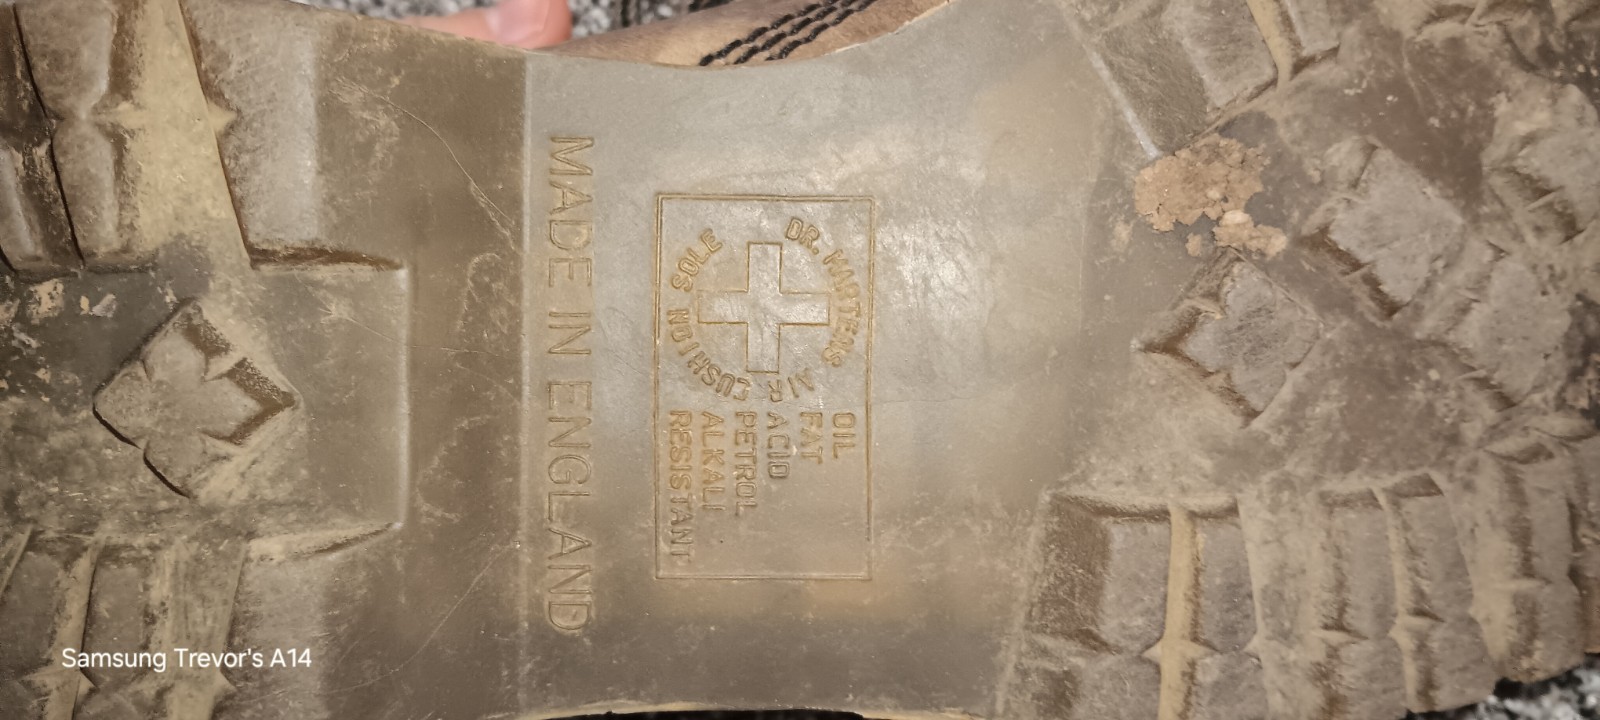 DR. MARTENS AIR CUSHION SOLE
OIL
FAT
ACID
PETROL
ALKALI
RESISTANT
MADE IN ENGLAND
Samsung Trevor's A14